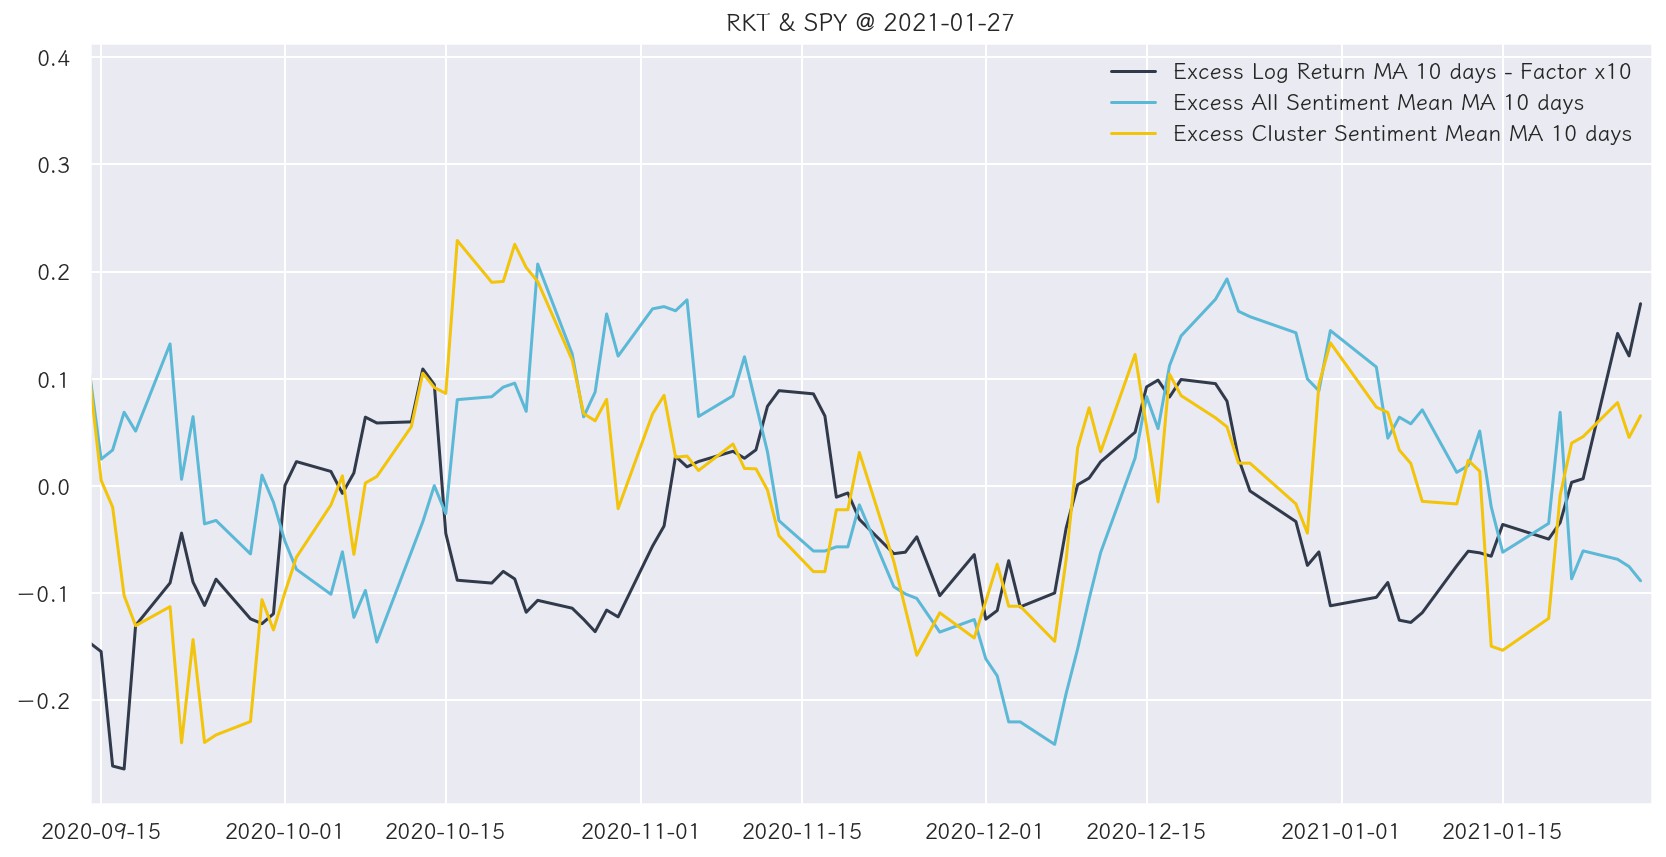 RKT & SPY @ 2021-01-27
0.4
Excess Log Return MA 10 days - Factor x10
Excess All Sentiment Mean MA 10 days
Excess Cluster Sentiment Mean MA 10 days
0.3
0.2
0.1
0.0
−0.1
−0.2
2020-09-15 2020-10-01 2020-10-15 2020-11-01 2020-11-15 2020-12-01 2020-12-15 2021-01-01 2021-01-15